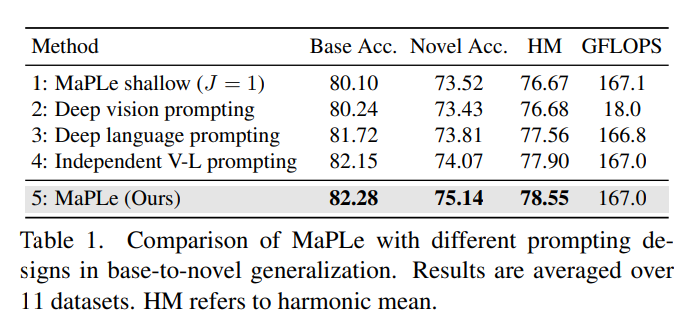 Method Base Acc. Novel Acc. HM GFLOPS
1: MaPLe shallow (J = 1) 80.10 73.52 76.67 167.1
2: Deep vision prompting 80.24 73.43 76.68 18.0
3: Deep language prompting 81.72 73.81 77.56 166.8
4: Independent V-L prompting 82.15 74.07 77.90 167.0
5: MaPLe (Ours) 82.28 75.14 78.55 167.0
Table 1. Comparison of MaPLe with different prompting de-
signs in base-to-novel generalization. Results are averaged over
11 datasets. HM refers to harmonic mean.